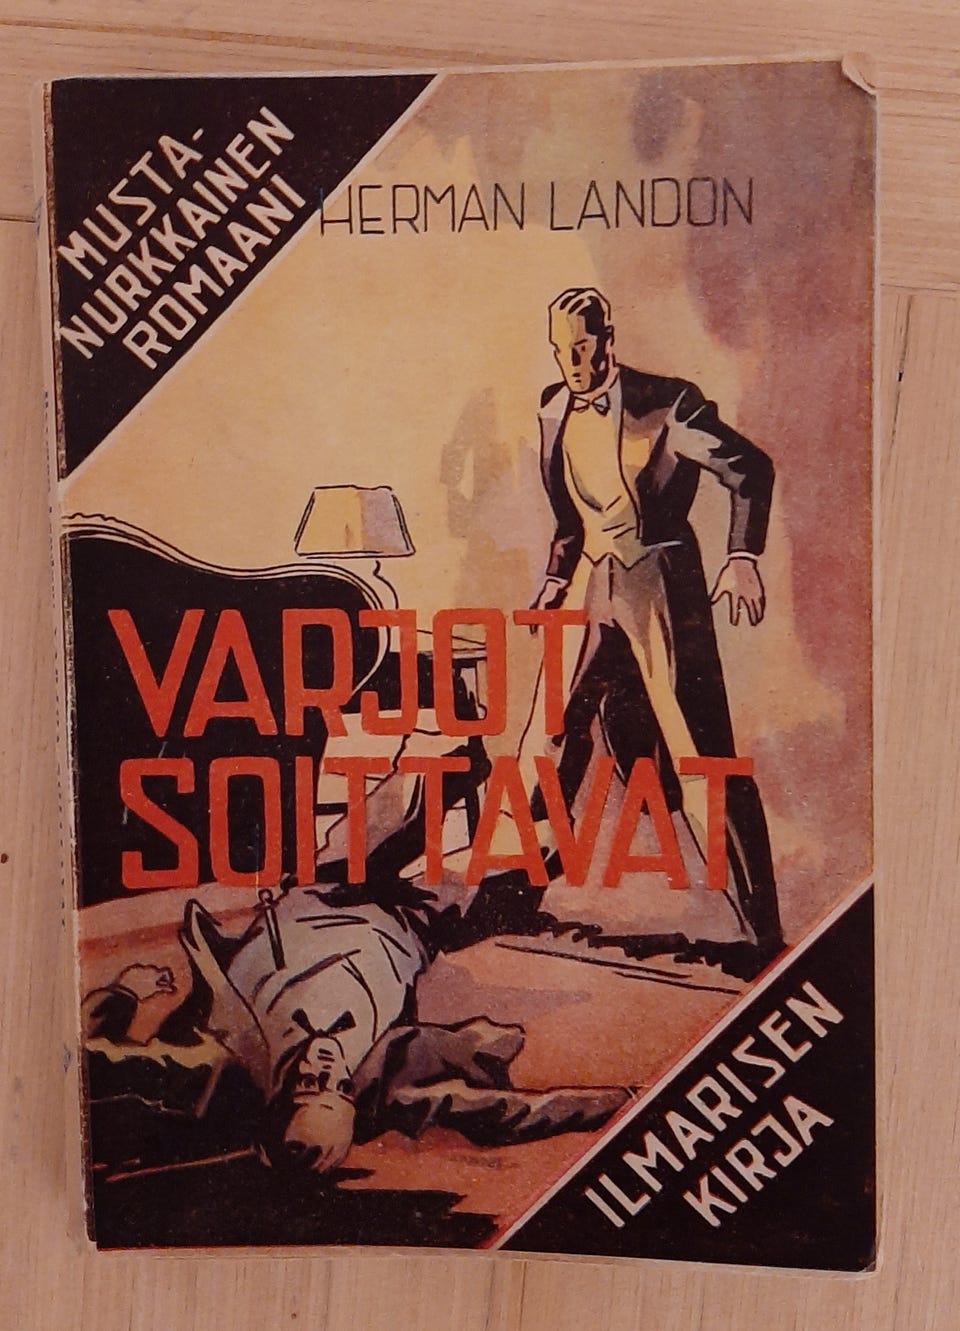 MUSTA-
NURKKAINEN
ROMAANI
HERMAN LANDON
VARJOT
SOITTAVAT
ILMARISEN
KIRJA